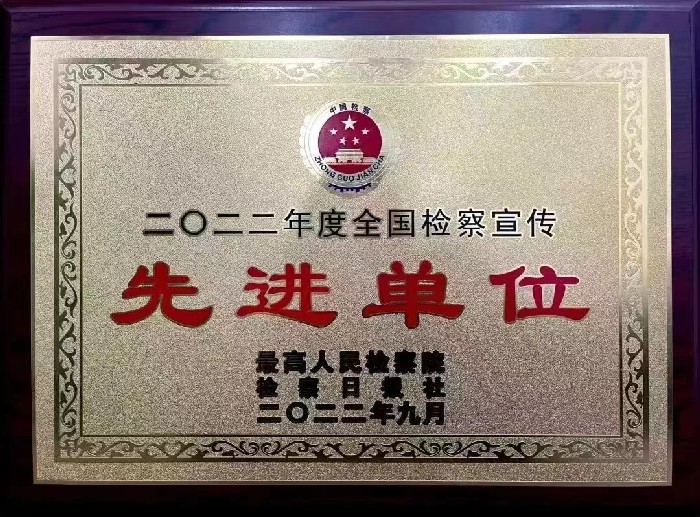 中国检察
ZHONG GUO JIAN CHA
二〇二二年度全国检察宣传
先进单位
最高人民检察院
检察日报社
二〇二二年九月